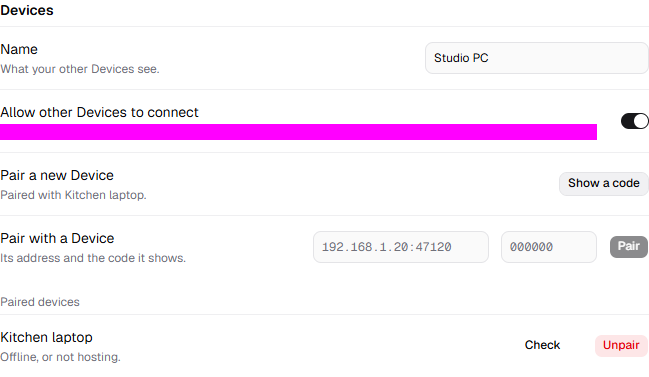 Devices
Name
What your other Devices see.
Studio PC
Allow other Devices to connect
Pair a new Device
Paired with Kitchen laptop.
Show a code
Pair with a Device
Its address and the code it shows.
192.168.1.20:47120
000000
Pair
Paired devices
Kitchen laptop
Offline, or not hosting.
Check
Unpair